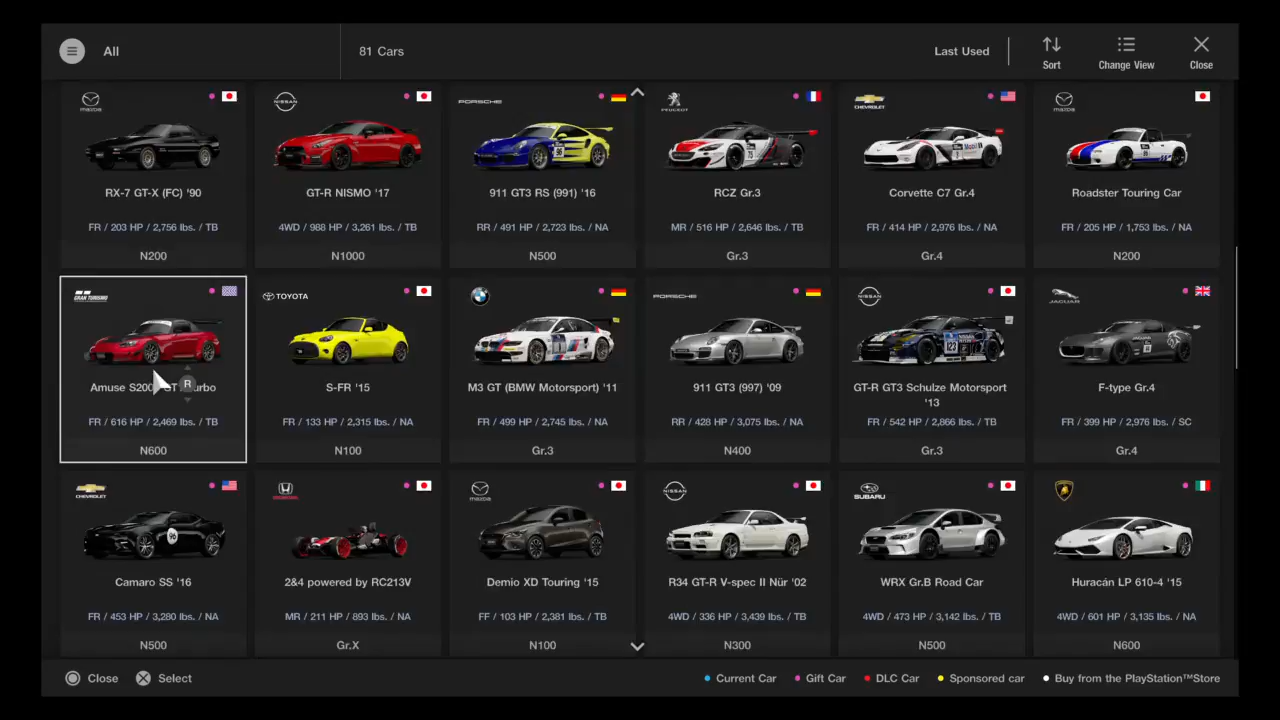 All
81 Cars
Last Used
Sort
Change View
Close
mazda
PORSCHE
PEUGEOT
CHEVROLET
mazda
RX-7 GT-X (FC) '90
GT-R NISMO '17
911 GT3 RS (991) '16
RCZ Gr.3
Corvette C7 Gr.4
Roadster Touring Car
FR / 203 HP / 2,756 lbs. / TB
4WD / 988 HP / 3,261 lbs. / TB
RR / 491 HP / 2,723 lbs. / NA
MR / 516 HP / 2,646 lbs. / TB
FR / 414 HP / 2,976 lbs. / NA
FR / 205 HP / 1,753 lbs. / NA
N200
N1000
N500
Gr.3
Gr.4
N200
GRAN TURISMO
TOYOTA
PORSCHE
NISSAN
JAGUAR
R
Amuse S200 GT Turbo
S-FR '15
M3 GT (BMW Motorsport) '11
911 GT3 (997) '09
GT-R GT3 Schulze Motorsport
'13
F-type Gr.4
FR / 616 HP / 2,469 lbs. / TB
FR / 133 HP / 2,315 lbs. / NA
FR / 499 HP / 2,745 lbs. / NA
RR / 428 HP / 3,075 lbs. / NA
FR / 542 HP / 2,866 lbs. / TB
FR / 399 HP / 2,976 lbs. / SC
N600
N100
Gr.3
N400
Gr.3
Gr.4
CHEVROLET
HONDA
mazda
NISSAN
SUBARU
Camaro SS '16
2&4 powered by RC213V
Demio XD Touring '15
R34 GT-R V-spec II Nür '02
WRX Gr.B Road Car
Huracán LP 610-4 '15
FR / 453 HP / 3,280 lbs. / NA
MR / 211 HP / 893 lbs. / NA
FF / 103 HP / 2,381 lbs. / TB
4WD / 336 HP / 3,439 lbs. / TB
4WD / 473 HP / 3,142 lbs. / TB
4WD / 601 HP / 3,135 lbs. / NA
N500
Gr.X
N100
N300
N500
N600
Close
Select
Current Car
Gift Car
DLC Car
Sponsored car
Buy from the PlayStation™Store